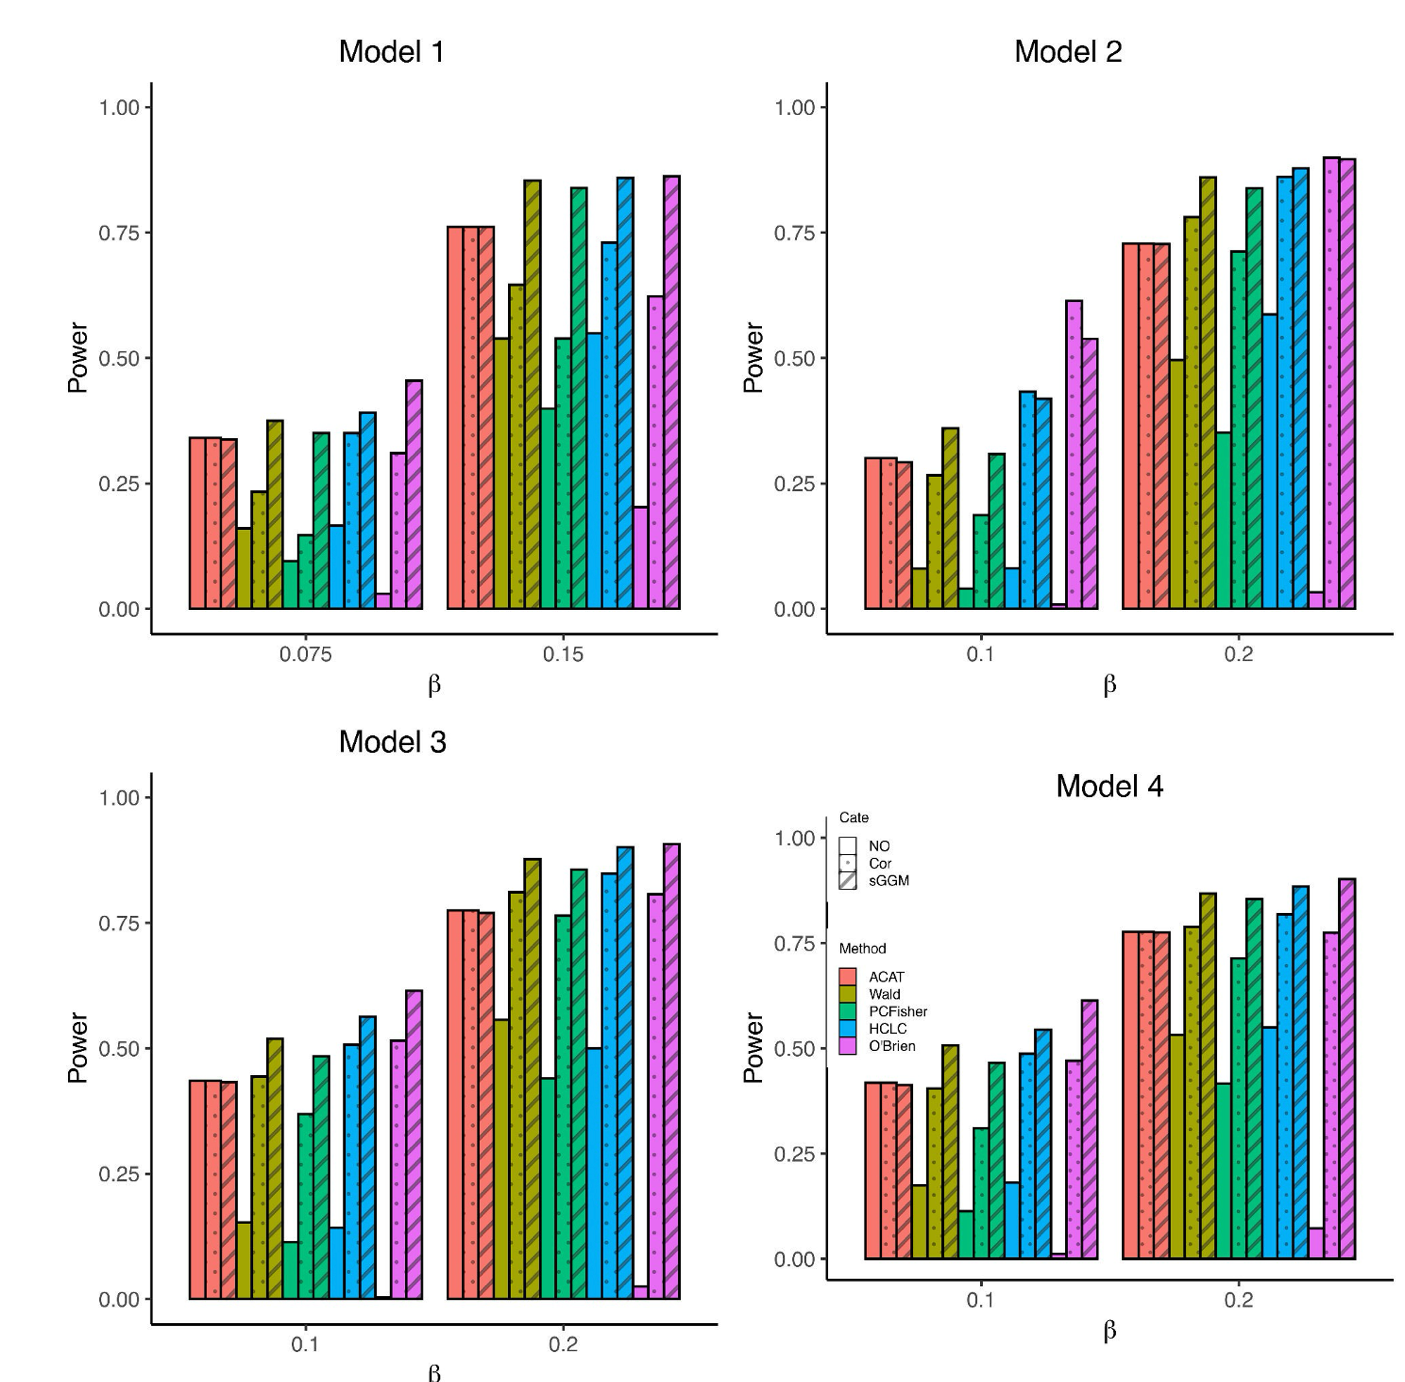 Model 1
1.00
0.75
0.50
0.25
0.00
Power
0.075
0.15
β
Model 2
1.00
0.75
0.50
0.25
0.00
Power
0.1
0.2
β
Model 3
1.00
0.75
0.50
0.25
0.00
Power
0.1
0.2
β
Model 4
1.00
0.75
0.50
0.25
0.00
Power
Cate
NO
Cor
sGGM
Method
ACAT
Wald
PCFisher
HCLC
O'Brien
0.1
0.2
β